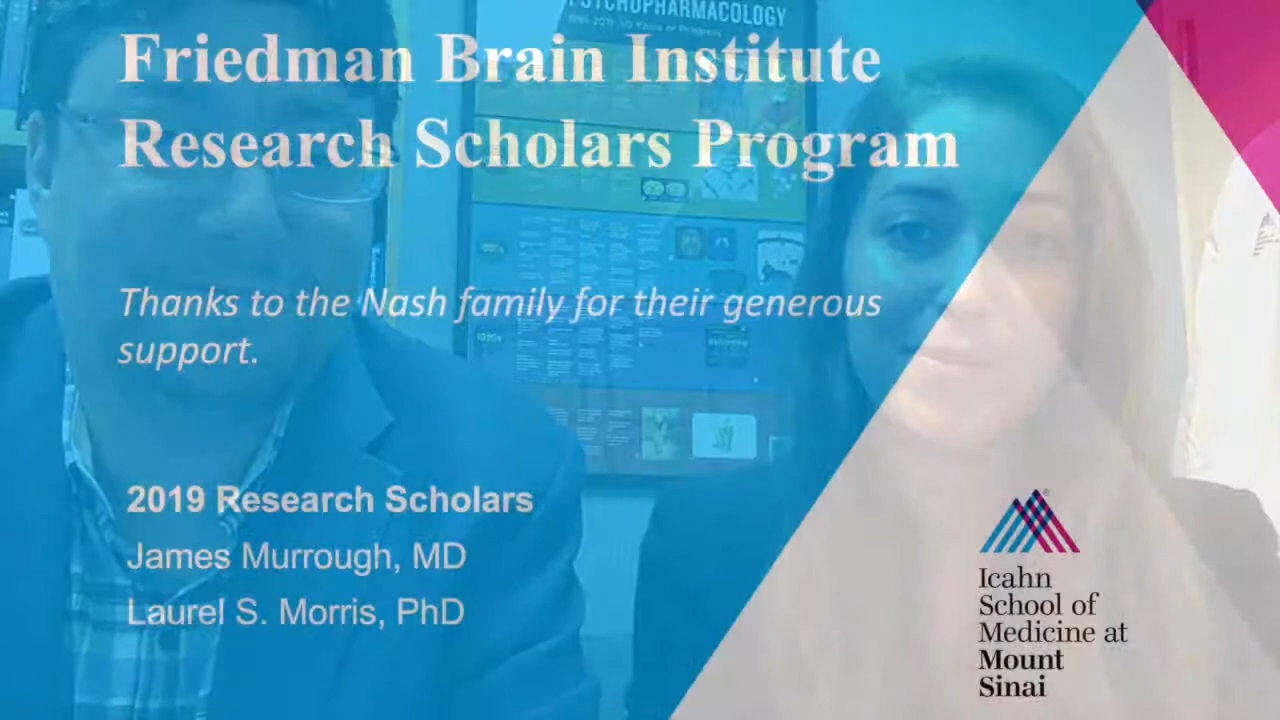 PSYCHOPHARMACOLOGY
Friedman Brain Institute
Research Scholars Program
Thanks to the Nash family for their generous
support.
2019 Research Scholars
James Murrough, MD
Laurel S. Morris, PhD
Icahn
School of
Medicine at
Mount
Sinai